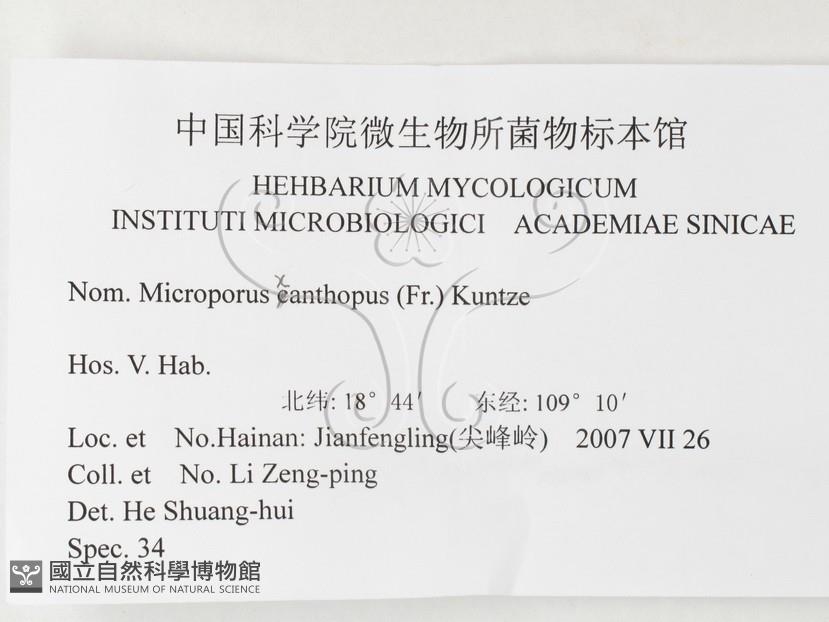 中国科学院微生物所菌物标本馆
HEHBARIUM MYCOLOGICUM
INSTITUTI MICROBIOLOGICI ACADEMIAE SINICAE
Nom. Microporus xanthopus (Fr.) Kuntze
Hos. V. Hab.
北纬: 18° 44′ 东经: 109° 10′
Loc. et No.Hainan: Jianfengling(尖峰岭) 2007 VII 26
Coll. et No. Li Zeng-ping
Det. He Shuang-hui
Spec. 34
國立自然科學博物館
NATIONAL MUSEUM OF NATURAL SCIENCE